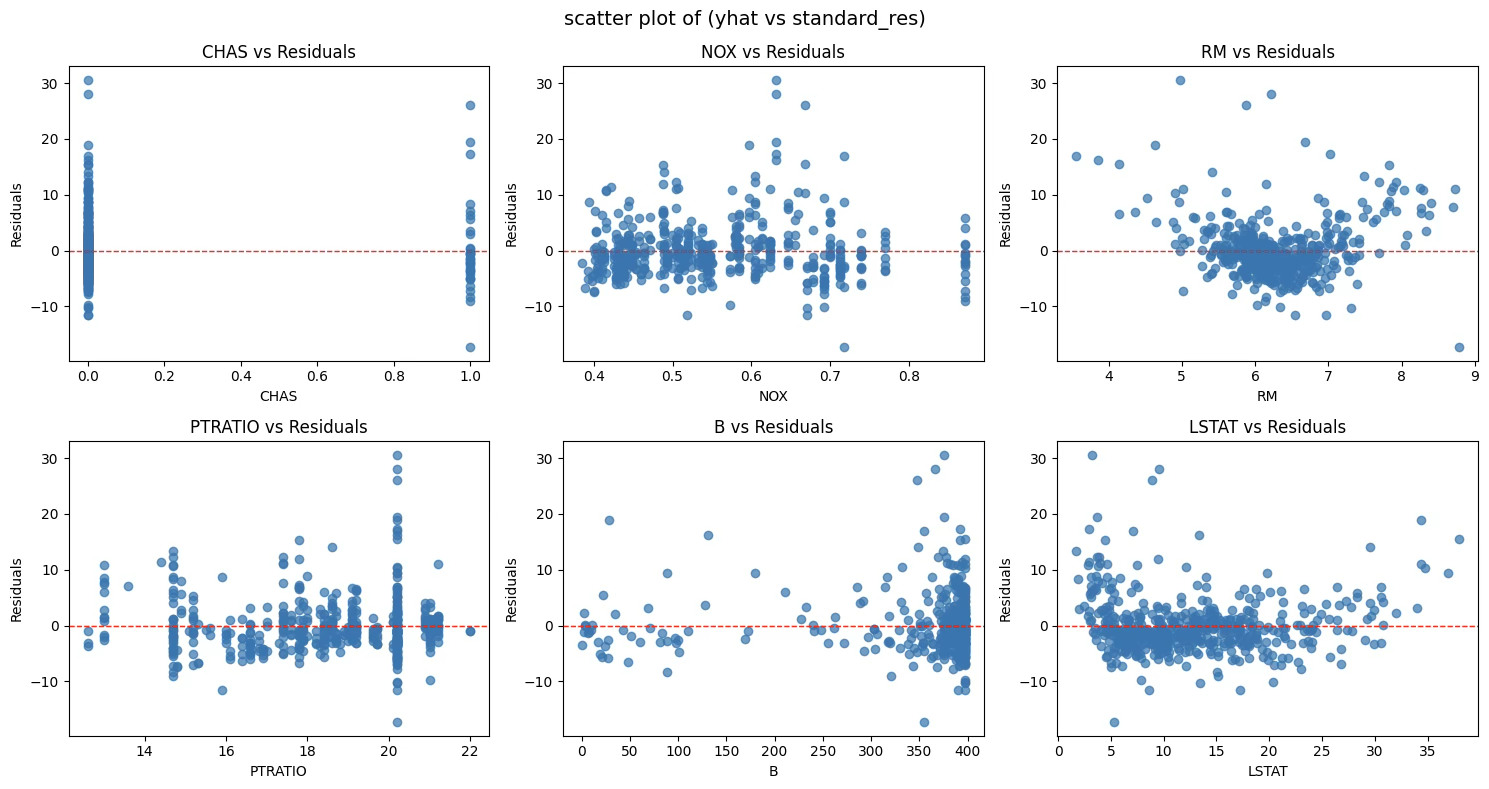 scatter plot of (yhat vs standard_res)
CHAS vs Residuals
Residuals
30
20
10
0
−10
0.0 0.2 0.4 0.6 0.8 1.0
CHAS
NOX vs Residuals
Residuals
30
20
10
0
−10
0.4 0.5 0.6 0.7 0.8
NOX
RM vs Residuals
Residuals
30
20
10
0
−10
4 5 6 7 8 9
RM
PTRATIO vs Residuals
Residuals
30
20
10
0
−10
14 16 18 20 22
PTRATIO
B vs Residuals
Residuals
30
20
10
0
−10
0 50 100 150 200 250 300 350 400
B
LSTAT vs Residuals
Residuals
30
20
10
0
−10
0 5 10 15 20 25 30 35
LSTAT